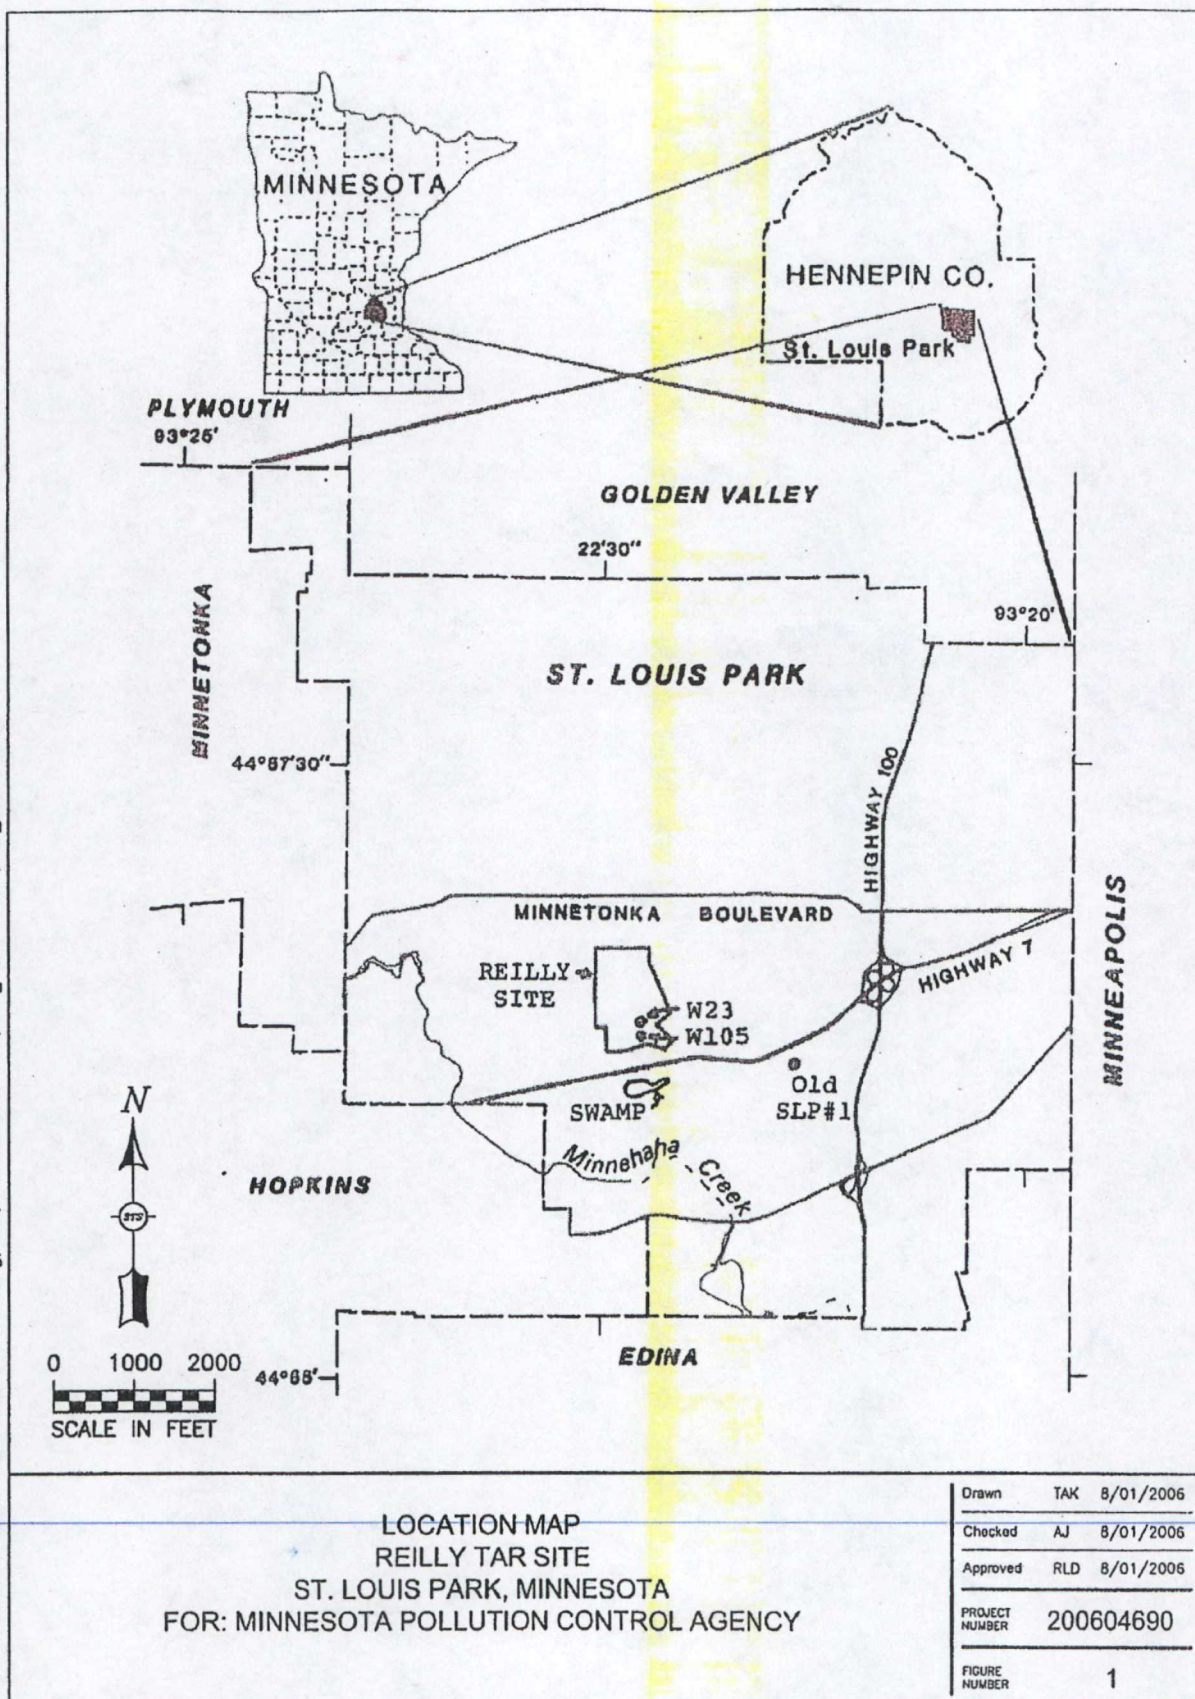 MINNESOTA
HENNEPIN CO.
St. Louis Park
PLYMOUTH
93°25'
GOLDEN VALLEY
22'30"
93°20'
MINNETONKA
ST. LOUIS PARK
44°57'30"
HIGHWAY 100
MINNETONKA BOULEVARD
HIGHWAY 7
MINNEAPOLIS
REILLY
SITE
W23
W105
Old
SLP#1
SWAMP
Minnehaha Creek
N
STS
HOPKINS
EDINA
0 1000 2000
SCALE IN FEET
44°55'
LOCATION MAP
REILLY TAR SITE
ST. LOUIS PARK, MINNESOTA
FOR: MINNESOTA POLLUTION CONTROL AGENCY
Drawn TAK 8/01/2006
Checked AJ 8/01/2006
Approved RLD 8/01/2006
PROJECT
NUMBER 200604690
FIGURE
NUMBER 1